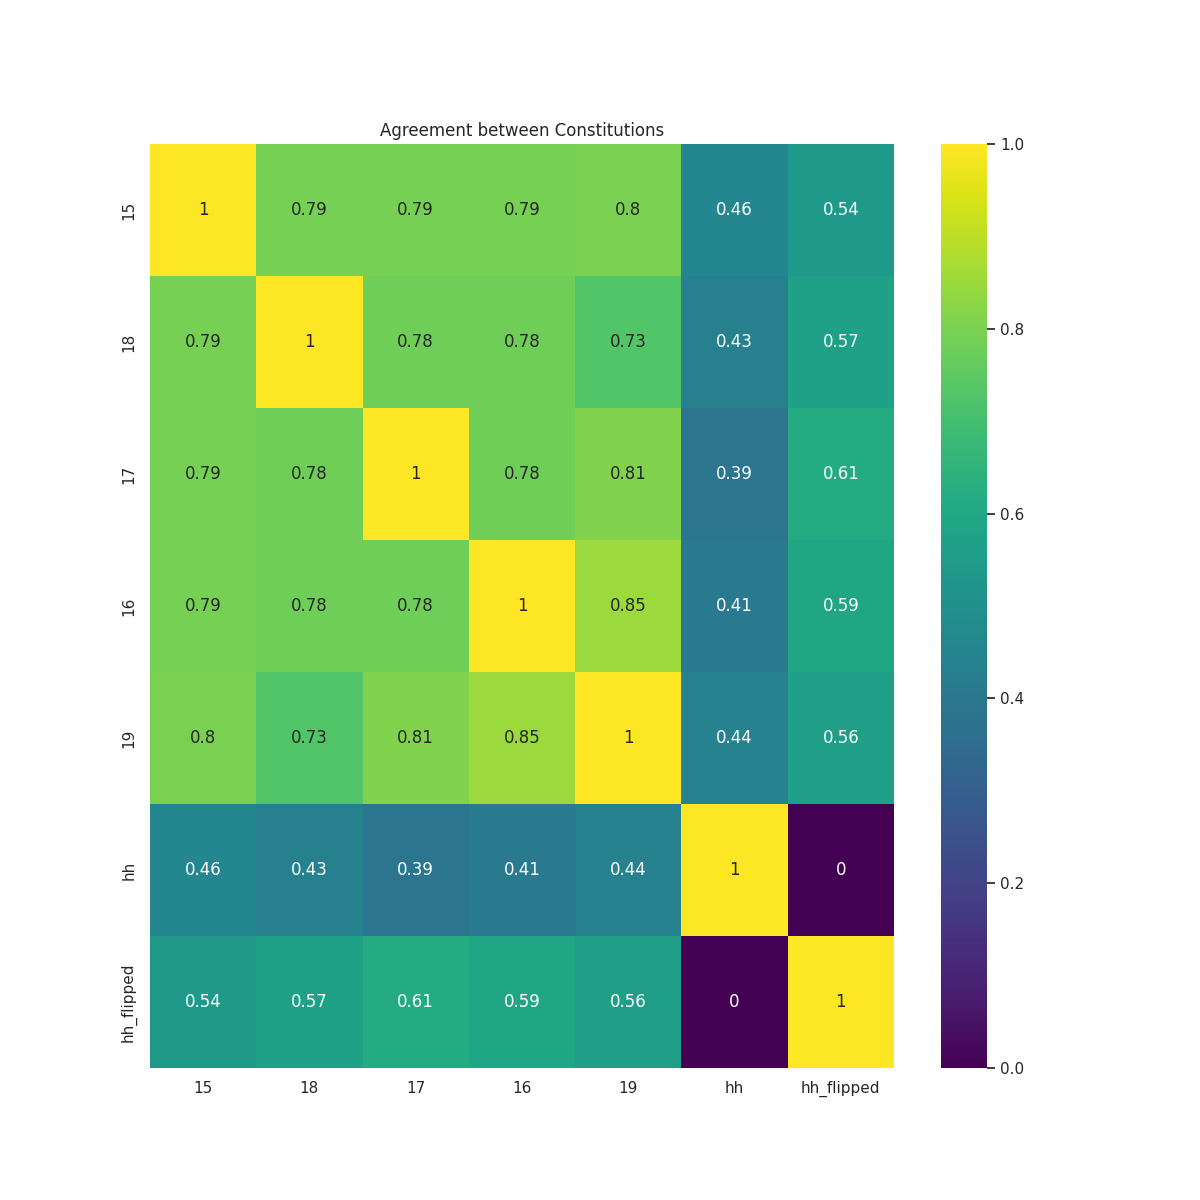 Agreement between Constitutions
15 1 0.79 0.79 0.79 0.8 0.46 0.54
18 0.79 1 0.78 0.78 0.73 0.43 0.57
17 0.79 0.78 1 0.78 0.81 0.39 0.61
16 0.79 0.78 0.78 1 0.85 0.41 0.59
19 0.8 0.73 0.81 0.85 1 0.44 0.56
hh 0.46 0.43 0.39 0.41 0.44 1 0
hh_flipped 0.54 0.57 0.61 0.59 0.56 0 1
15 18 17 16 19 hh hh_flipped
1.0
0.8
0.6
0.4
0.2
0.0